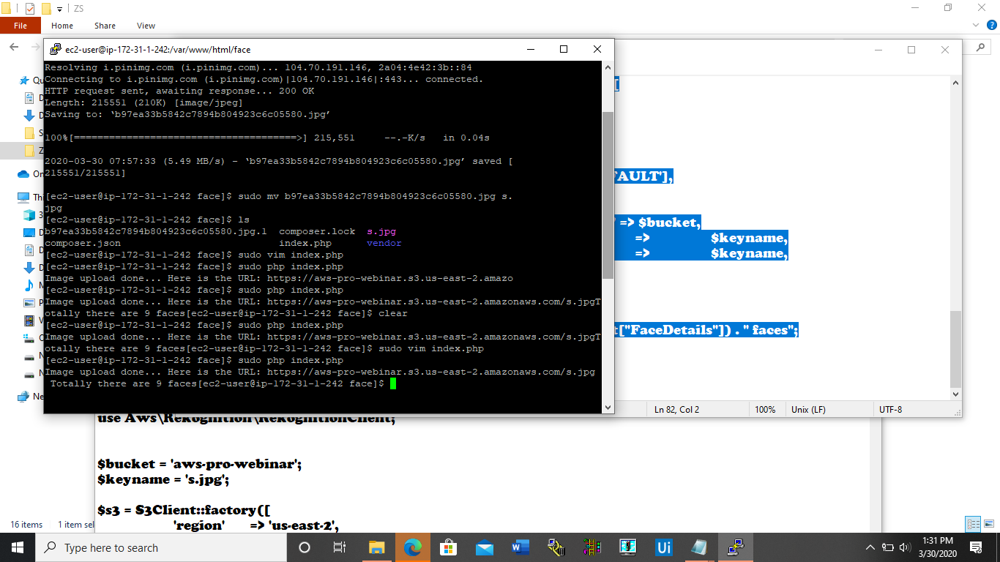 ZS
File Home Share View
ec2-user@ip-172-31-1-242:/var/www/html/face
Resolving i.pinimg.com (i.pinimg.com)... 104.70.191.146, 2a04:4e42:3b::84
Connecting to i.pinimg.com (i.pinimg.com)|104.70.191.146|:443... connected.
HTTP request sent, awaiting response... 200 OK
Length: 215551 (210K) [image/jpeg]
Saving to: ‘b97ea33b5842c7894b804923c6c05580.jpg’
100%[======================================>] 215,551 --.-K/s in 0.04s
2020-03-30 07:57:33 (5.49 MB/s) - ‘b97ea33b5842c7894b804923c6c05580.jpg’ saved [
215551/215551]
[ec2-user@ip-172-31-1-242 face]$ sudo mv b97ea33b5842c7894b804923c6c05580.jpg s.
jpg
[ec2-user@ip-172-31-1-242 face]$ ls
b97ea33b5842c7894b804923c6c05580.jpg.1 composer.lock s.jpg
composer.json index.php vendor
[ec2-user@ip-172-31-1-242 face]$ sudo vim index.php
[ec2-user@ip-172-31-1-242 face]$ sudo php index.php
Image upload done... Here is the URL: https://aws-pro-webinar.s3.us-east-2.amazo
[ec2-user@ip-172-31-1-242 face]$ sudo php index.php
Image upload done... Here is the URL: https://aws-pro-webinar.s3.us-east-2.amazonaws.com/s.jpgT
otally there are 9 faces[ec2-user@ip-172-31-1-242 face]$ clear
[ec2-user@ip-172-31-1-242 face]$ sudo php index.php
Image upload done... Here is the URL: https://aws-pro-webinar.s3.us-east-2.amazonaws.com/s.jpgT
otally there are 9 faces[ec2-user@ip-172-31-1-242 face]$ sudo vim index.php
[ec2-user@ip-172-31-1-242 face]$ sudo php index.php
Image upload done... Here is the URL: https://aws-pro-webinar.s3.us-east-2.amazonaws.com/s.jpg
Totally there are 9 faces[ec2-user@ip-172-31-1-242 face]$
[
FAULT'],
' => $bucket,
=> $keyname,
=> $keyname,
t["FaceDetails"]) . " faces";
Ln 82, Col 2 100% Unix (LF) UTF-8
use Aws\Rekognition\RekognitionClient;
$bucket = 'aws-pro-webinar';
$keyname = 's.jpg';
$s3 = S3Client::factory([
'region' => 'us-east-2',
16 items 1 item sel
Type here to search
Ui
1:31 PM
3/30/2020